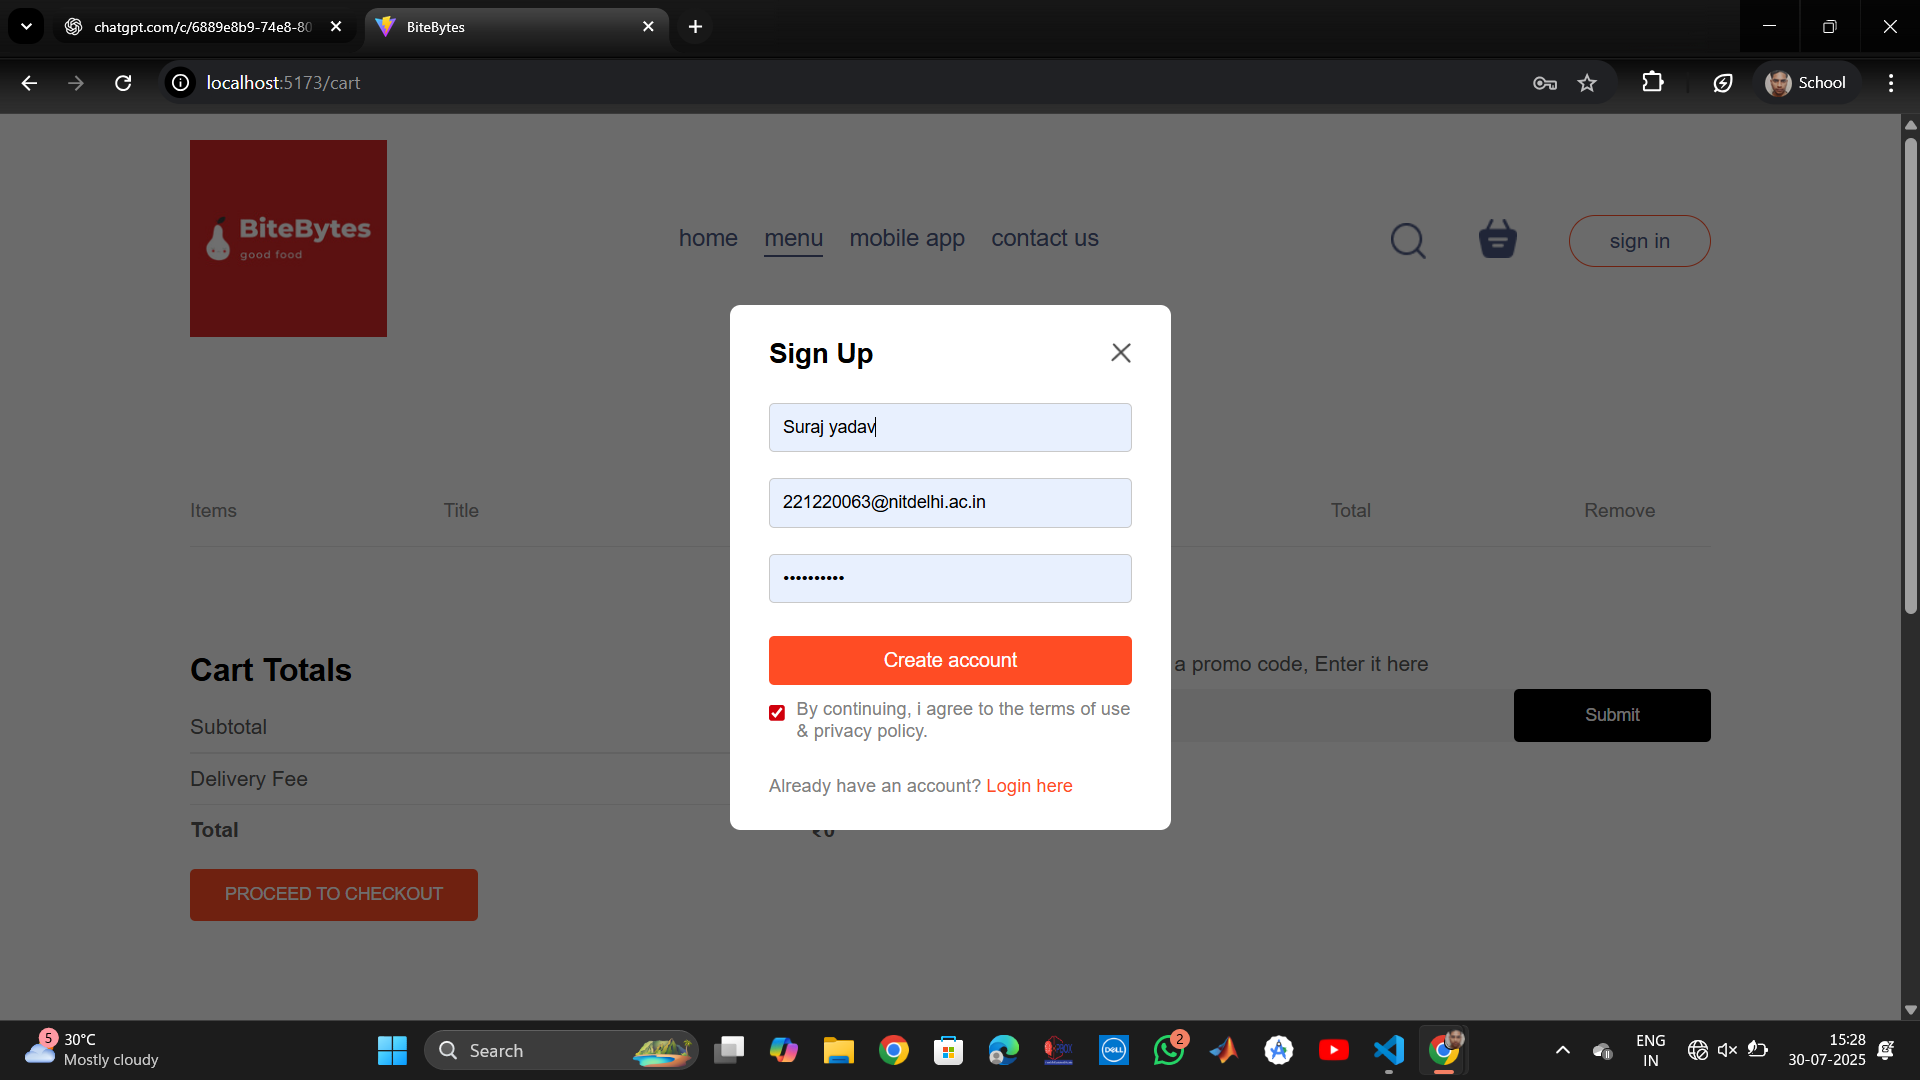 chatgpt.com/c/6889e8b9-74e8-80
BiteBytes
localhost:5173/cart
School
BiteBytes
good food
home
menu
mobile app
contact us
sign in
Sign Up
Suraj yadav
221220063@nitdelhi.ac.in
••••••••••
Create account
By continuing, i agree to the terms of use
& privacy policy.
Already have an account? Login here
Items
Title
Total
Remove
Cart Totals
Subtotal
Delivery Fee
Total
₹0
PROCEED TO CHECKOUT
a promo code, Enter it here
Submit
5
30°C
Mostly cloudy
Search
DELL
2
ENG
IN
15:28
30-07-2025